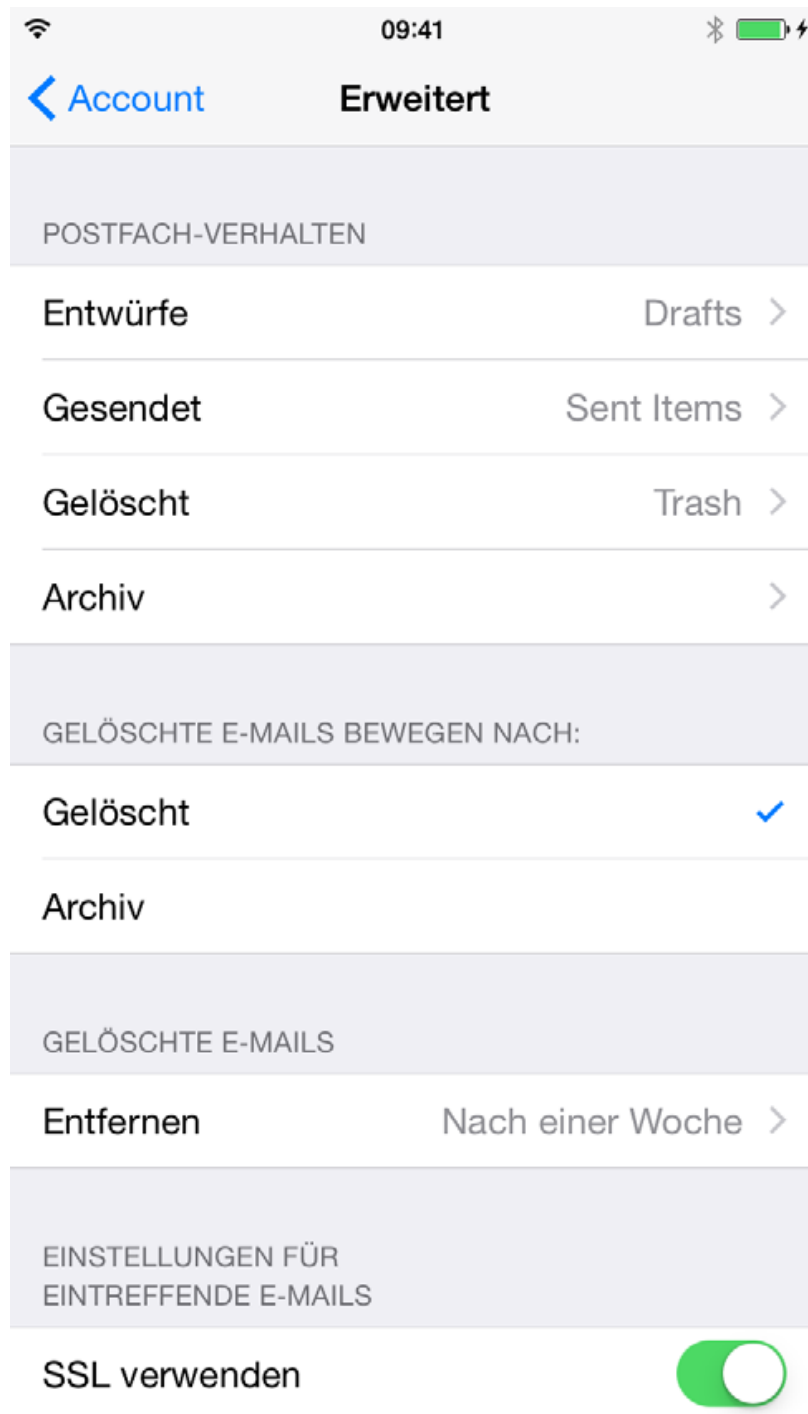 09:41
Account Erweitert
POSTFACH-VERHALTEN
Entwürfe Drafts
Gesendet Sent Items
Gelöscht Trash
Archiv
GELÖSCHTE E-MAILS BEWEGEN NACH:
Gelöscht
Archiv
GELÖSCHTE E-MAILS
Entfernen Nach einer Woche
EINSTELLUNGEN FÜR
EINTREFFENDE E-MAILS
SSL verwenden